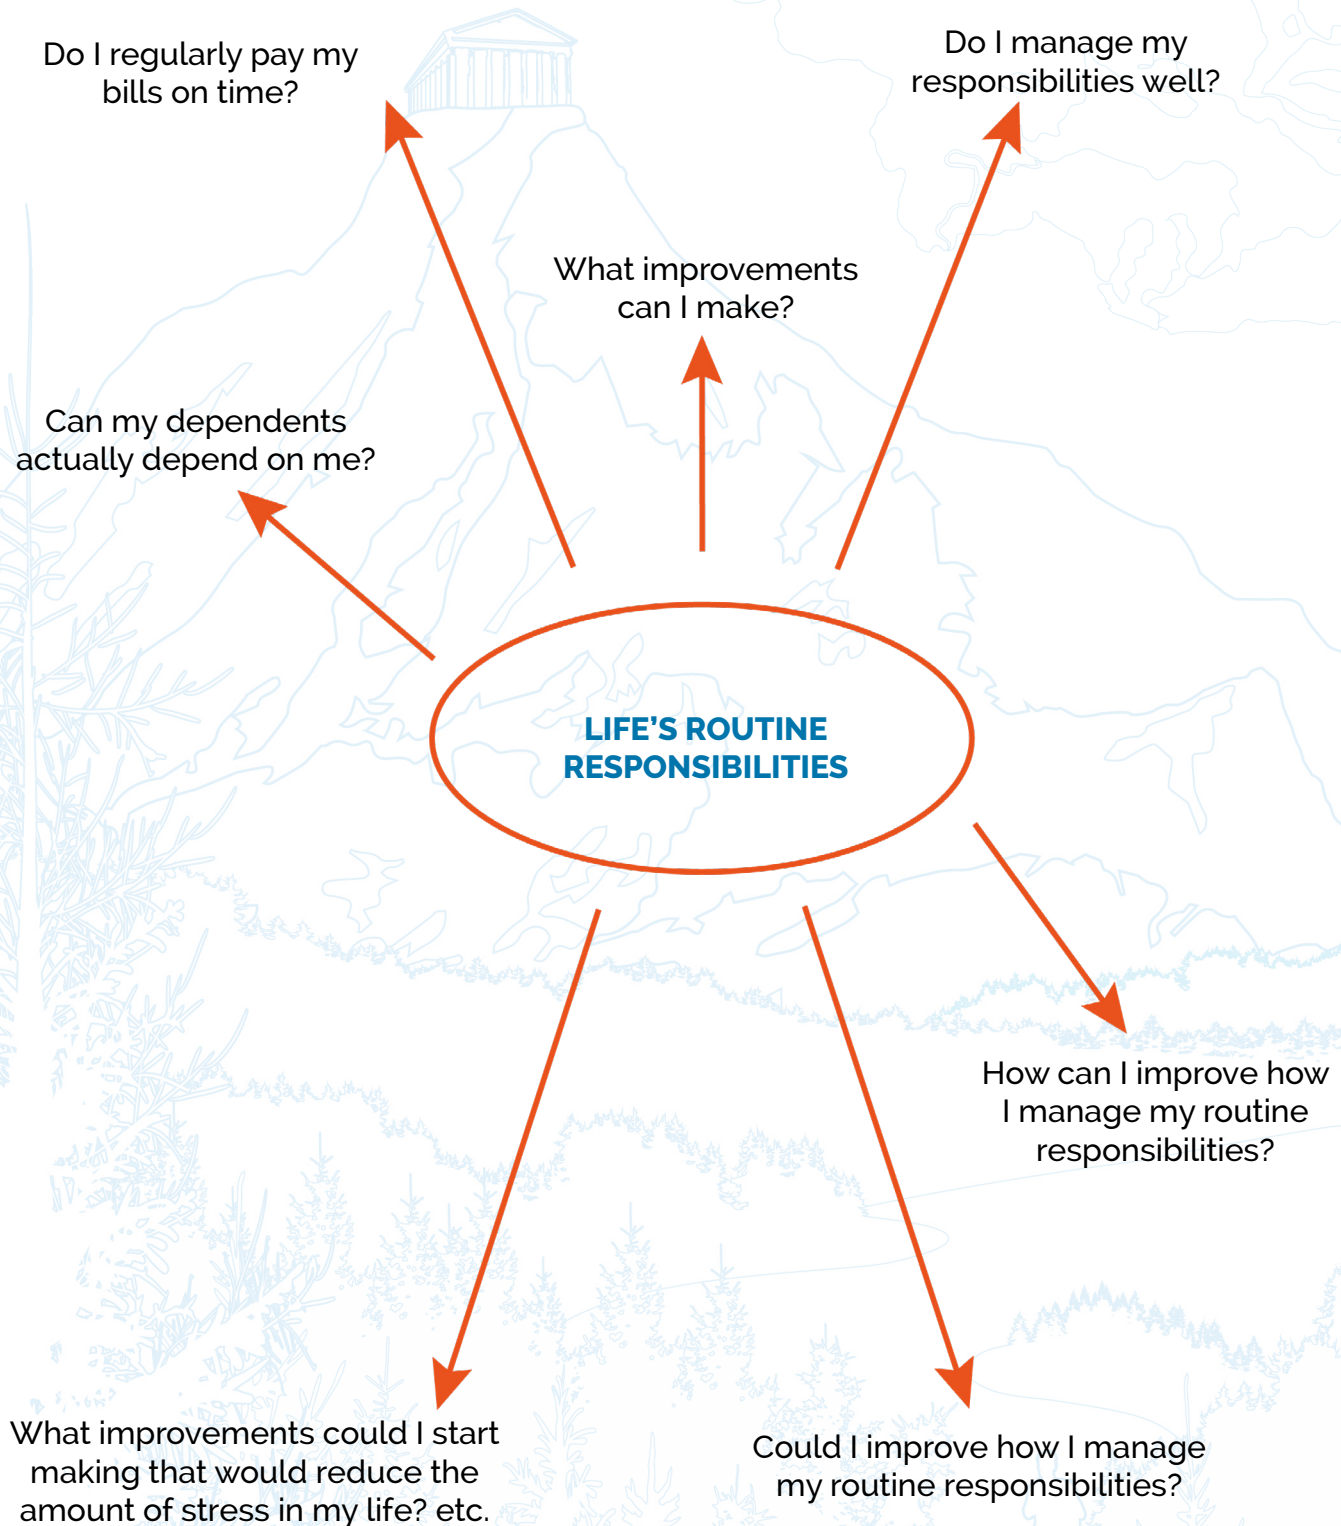 Do I regularly pay my
bills on time?
Do I manage my
responsibilities well?
What improvements
can I make?
Can my dependents
actually depend on me?
LIFE’S ROUTINE
RESPONSIBILITIES
How can I improve how
I manage my routine
responsibilities?
What improvements could I start
making that would reduce the
amount of stress in my life? etc.
Could I improve how I manage
my routine responsibilities?